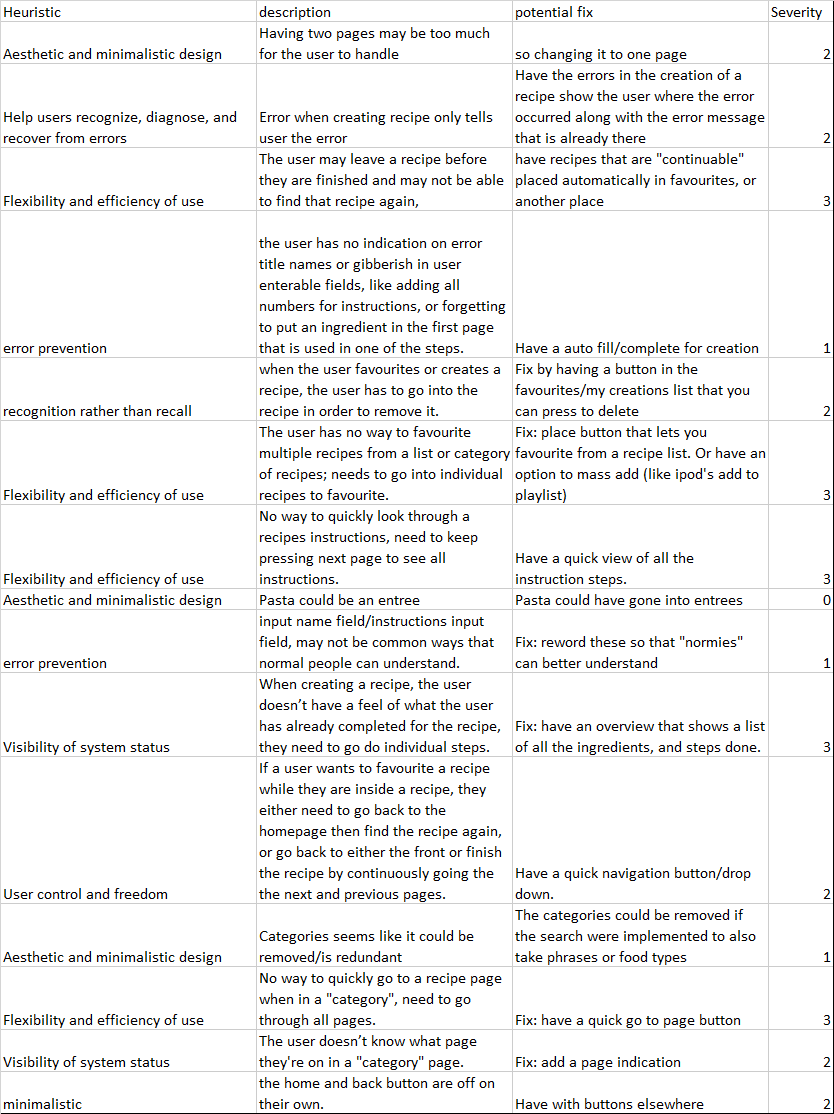 Heuristic description potential fix Severity
Having two pages may be too much
Aesthetic and minimalistic design for the user to handle so changing it to one page 2
Have the errors in the creation of a
recipe show the user where the error
Help users recognize, diagnose, and Error when creating recipe only tells occurred along with the error message
recover from errors user the error that is already there 2
The user may leave a recipe before have recipes that are "continuable"
they are finished and may not be able placed automatically in favourites, or
Flexibility and efficiency of use to find that recipe again, another place 3
the user has no indication on error
title names or gibberish in user
enterable fields, like adding all
numbers for instructions, or forgetting
to put an ingredient in the first page
error prevention that is used in one of the steps. Have a auto fill/complete for creation 1
when the user favourites or creates a Fix by having a button in the
recipe, the user has to go into the favourites/my creations list that you
recognition rather than recall recipe in order to remove it. can press to delete 2
The user has no way to favourite Fix: place button that lets you
multiple recipes from a list or category favourite from a recipe list. Or have an
of recipes; needs to go into individual option to mass add (like ipod's add to
Flexibility and efficiency of use recipes to favourite. playlist) 3
No way to quickly look through a
recipes instructions, need to keep
pressing next page to see all Have a quick view of all the
Flexibility and efficiency of use instructions. instruction steps. 3
Aesthetic and minimalistic design Pasta could be an entree Pasta could have gone into entrees 0
input name field/instructions input
field, may not be common ways that Fix: reword these so that "normies"
error prevention normal people can understand. can better understand 1
When creating a recipe, the user
doesn't have a feel of what the user
has already completed for the recipe, Fix: have an overview that shows a list
Visibility of system status they need to go do individual steps. of all the ingredients, and steps done. 3
If a user wants to favourite a recipe
while they are inside a recipe, they
either need to go back to the
homepage then find the recipe again,
or go back to either the front or finish
the recipe by continuously going the Have a quick navigation button/drop
User control and freedom the next and previous pages. down. 2
The categories could be removed if
Categories seems like it could be the search were implemented to also
Aesthetic and minimalistic design removed/is redundant take phrases or food types 1
No way to quickly go to a recipe page
when in a "category", need to go
Flexibility and efficiency of use through all pages. Fix: have a quick go to page button 3
The user doesn't know what page
Visibility of system status they're on in a "category" page. Fix: add a page indication 2
the home and back button are off on
minimalistic their own. Have with buttons elsewhere 2